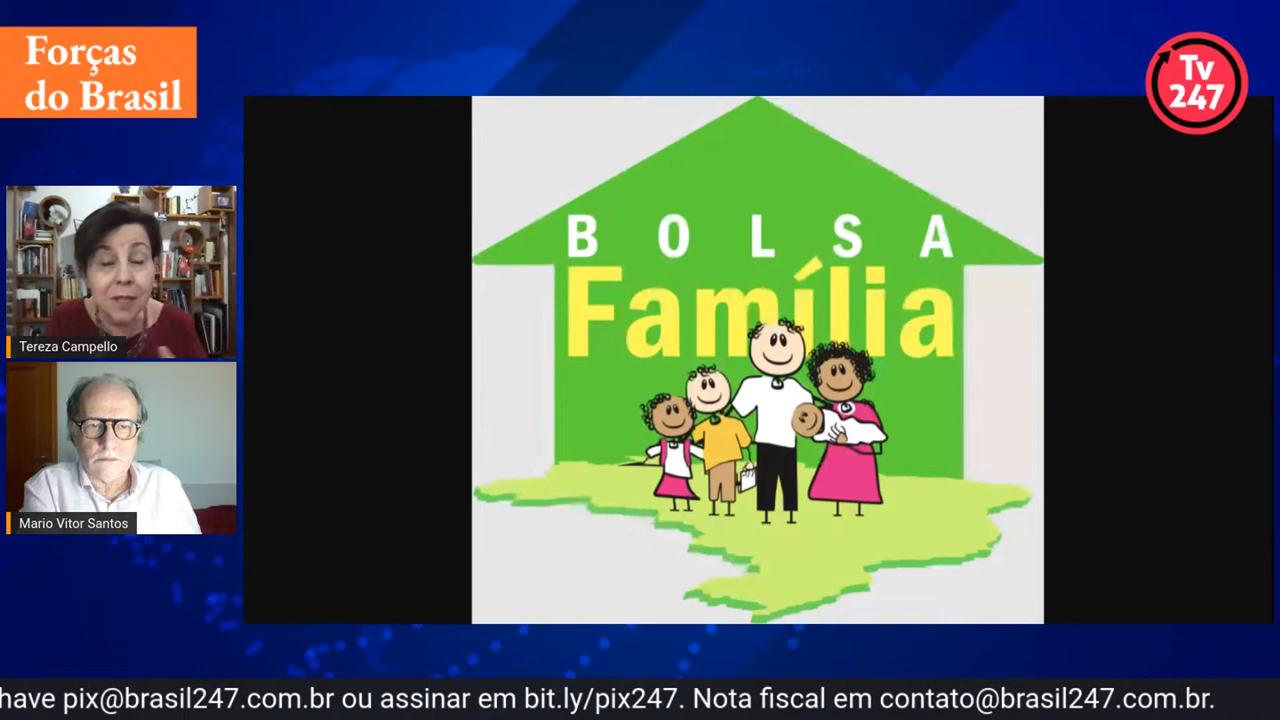 Forças
do Brasil
Tv
247
BOLSA
Família
Tereza Campello
Mario Vitor Santos
have pix@brasil247.com.br ou assinar em bit.ly/pix247. Nota fiscal em contato@brasil247.com.br.